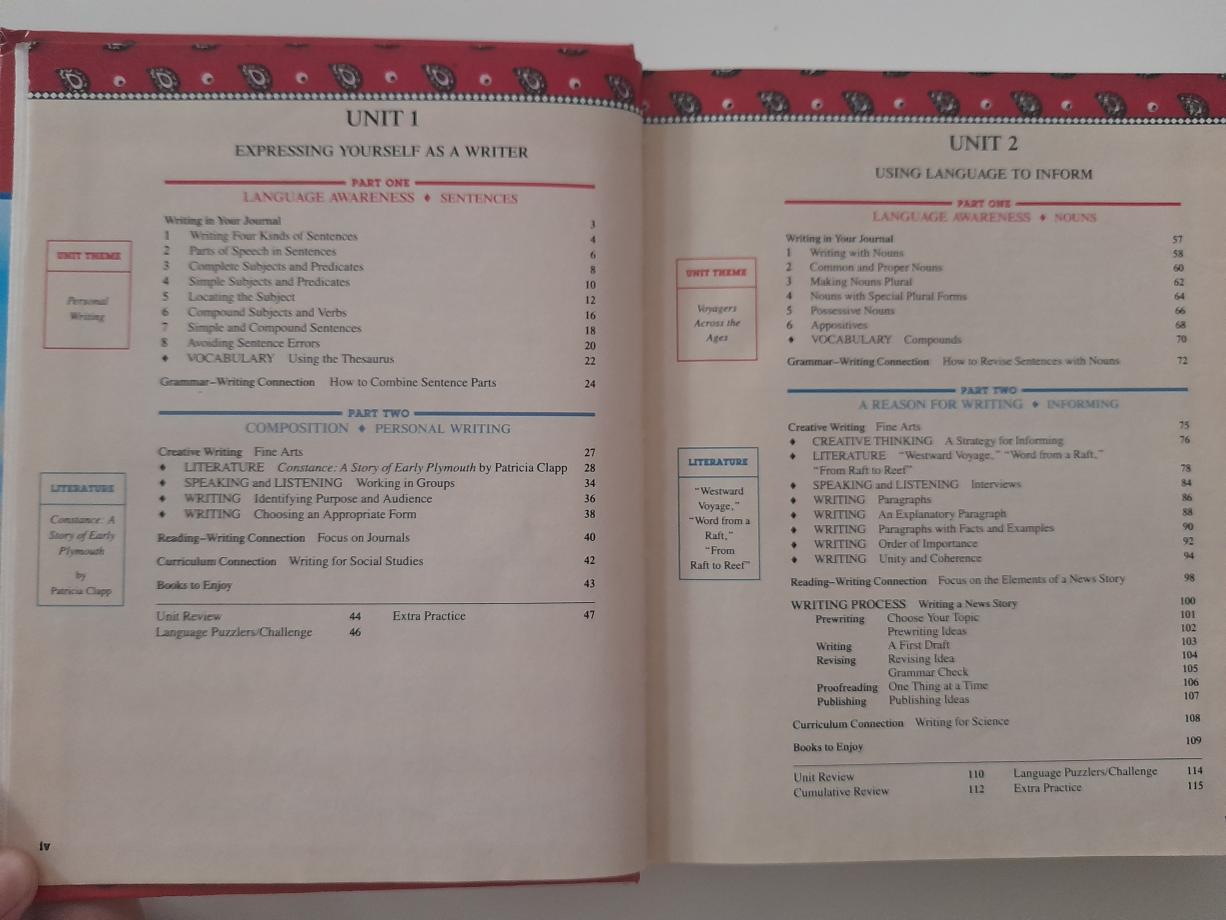 UNIT 1
EXPRESSING YOURSELF AS A WRITER
PART ONE
LANGUAGE AWARENESS ♦ SENTENCES
UNIT THEME
Personal
Writing
Writing in Your Journal 3
1 Writing Four Kinds of Sentences 4
2 Parts of Speech in Sentences 6
3 Complete Subjects and Predicates 8
4 Simple Subjects and Predicates 10
5 Locating the Subject 12
6 Compound Subjects and Verbs 16
7 Simple and Compound Sentences 18
8 Avoiding Sentence Errors 20
♦ VOCABULARY Using the Thesaurus 22
Grammar–Writing Connection How to Combine Sentence Parts 24
PART TWO
COMPOSITION ♦ PERSONAL WRITING
LITERATURE
Constance: A
Story of Early
Plymouth
by
Patricia Clapp
Creative Writing Fine Arts 27
♦ LITERATURE Constance: A Story of Early Plymouth by Patricia Clapp 28
♦ SPEAKING and LISTENING Working in Groups 34
♦ WRITING Identifying Purpose and Audience 36
♦ WRITING Choosing an Appropriate Form 38
Reading–Writing Connection Focus on Journals 40
Curriculum Connection Writing for Social Studies 42
Books to Enjoy 43
Unit Review 44 Extra Practice 47
Language Puzzlers/Challenge 46
iv
UNIT 2
USING LANGUAGE TO INFORM
PART ONE
LANGUAGE AWARENESS ♦ NOUNS
UNIT THEME
Voyagers
Across the
Ages
Writing in Your Journal 57
1 Writing with Nouns 58
2 Common and Proper Nouns 60
3 Making Nouns Plural 62
4 Nouns with Special Plural Forms 64
5 Possessive Nouns 66
6 Appositives 68
♦ VOCABULARY Compounds 70
Grammar–Writing Connection How to Revise Sentences with Nouns 72
PART TWO
A REASON FOR WRITING ♦ INFORMING
LITERATURE
"Westward
Voyage,"
"Word from a
Raft,"
"From
Raft to Reef"
Creative Writing Fine Arts 75
♦ CREATIVE THINKING A Strategy for Informing 76
♦ LITERATURE "Westward Voyage," "Word from a Raft,"
"From Raft to Reef" 78
♦ SPEAKING and LISTENING Interviews 84
♦ WRITING Paragraphs 86
♦ WRITING An Explanatory Paragraph 88
♦ WRITING Paragraphs with Facts and Examples 90
♦ WRITING Order of Importance 92
♦ WRITING Unity and Coherence 94
Reading–Writing Connection Focus on the Elements of a News Story 98
WRITING PROCESS Writing a News Story 100
Prewriting Choose Your Topic 101
Prewriting Ideas 102
Writing A First Draft 103
Revising Revising Idea 104
Grammar Check 105
Proofreading One Thing at a Time 106
Publishing Publishing Ideas 107
Curriculum Connection Writing for Science 108
Books to Enjoy 109
Unit Review 110 Language Puzzlers/Challenge 114
Cumulative Review 112 Extra Practice 115